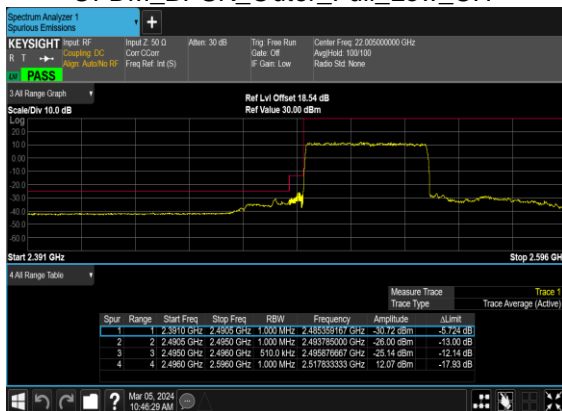 Spectrum Analyzer 1
Spurious Emissions
+
KEYSIGHT
R T
PASS
Input: RF
Coupling: DC
Align: Auto/No RF
Input Z: 50 Ω
Corr CCorr
Freq Ref: Int (S)
Atten: 30 dB
Trig: Free Run
Gate: Off
IF Gain: Low
Center Freq: 22.005000000 GHz
Avg|Hold: 100/100
Radio Std: None
3 All Range Graph
Scale/Div 10.0 dB
Ref Lvl Offset 18.54 dB
Ref Value 30.00 dBm
Log
20.0
10.0
0.00
-10.0
-20.0
-30.0
-40.0
-50.0
-60.0
Start 2.391 GHz
Stop 2.596 GH
4 All Range Table
Measure Trace Trace 1
Trace Type Trace Average (Active)
Spur Range Start Freq Stop Freq RBW Frequency Amplitude ΔLimit
1 1 2.3910 GHz 2.4905 GHz 1.000 MHz 2.485359167 GHz -30.72 dBm -5.724 dB
2 2 2.4905 GHz 2.4950 GHz 1.000 MHz 2.493785000 GHz -26.00 dBm -13.00 dB
3 3 2.4950 GHz 2.4960 GHz 510.0 kHz 2.495876667 GHz -25.14 dBm -12.14 dB
4 4 2.4960 GHz 2.5960 GHz 1.000 MHz 2.517833333 GHz 12.07 dBm -17.93 dB
?
Mar 05, 2024
10:46:29 AM